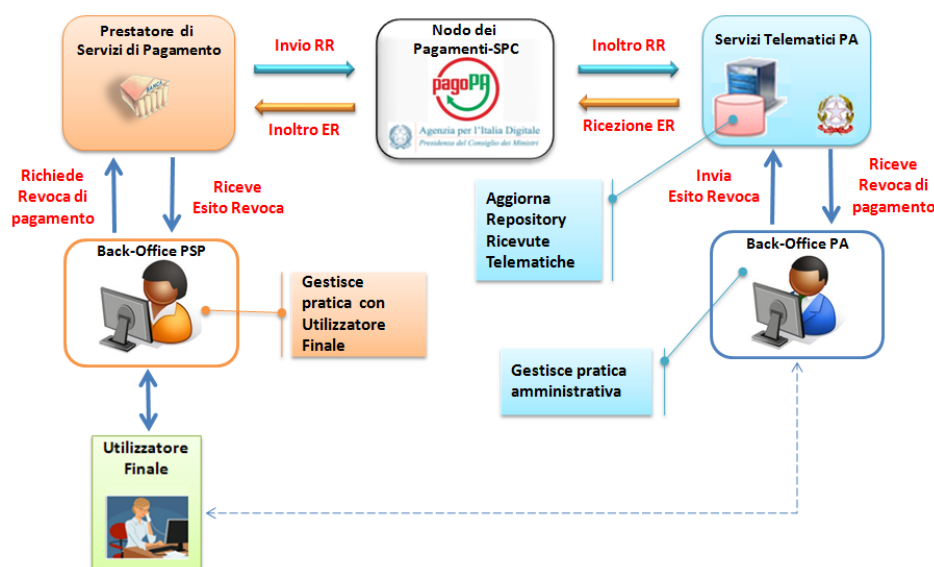 Prestatore di
Servizi di Pagamento
BANCA
Invio RR
Inoltro ER
Nodo dei
Pagamenti-SPC
pagoPA
Agenzia per l'Italia Digitale
Presidenza del Consiglio dei Ministri
Inoltro RR
Ricezione ER
Servizi Telematici PA
Richiede
Revoca di
pagamento
Riceve
Esito Revoca
Invia
Esito Revoca
Riceve
Revoca di
pagamento
Aggiorna
Repository
Ricevute
Telematiche
Back-Office PSP
Back-Office PA
Gestisce
pratica con
Utilizzatore
Finale
Gestisce pratica
amministrativa
Utilizzatore
Finale